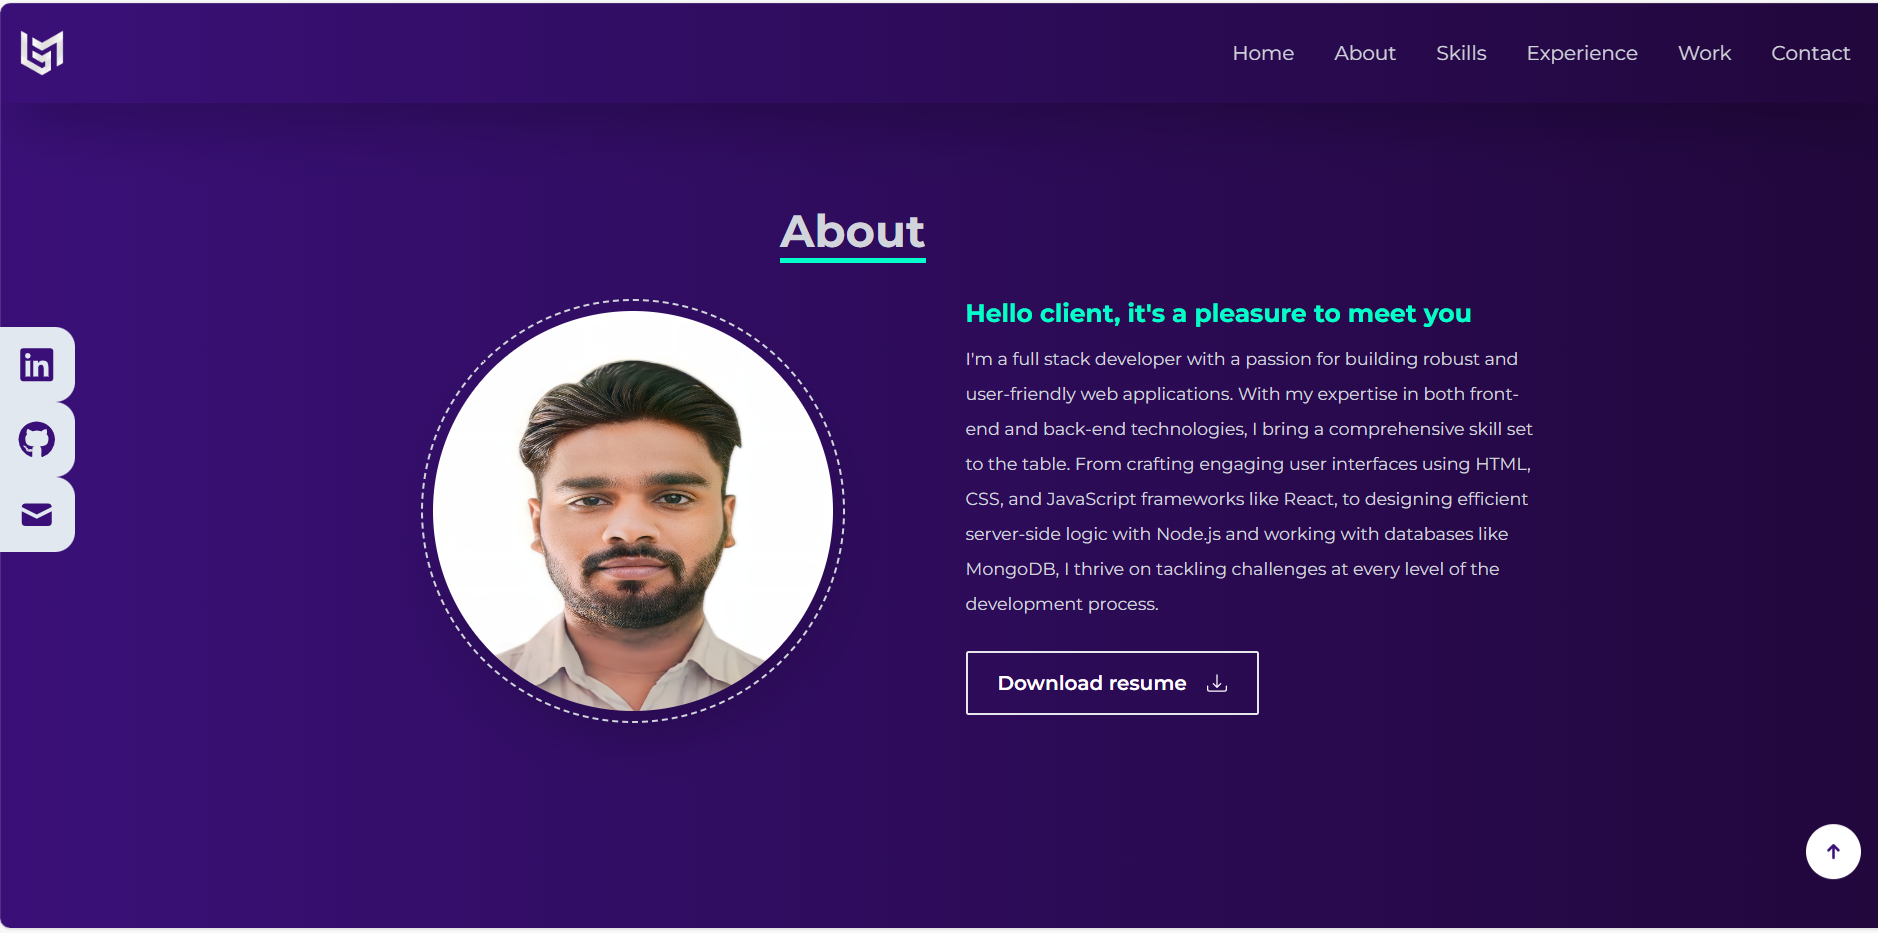 Home About Skills Experience Work Contact
About
Hello client, it's a pleasure to meet you
I'm a full stack developer with a passion for building robust and
user-friendly web applications. With my expertise in both front-
end and back-end technologies, I bring a comprehensive skill set
to the table. From crafting engaging user interfaces using HTML,
CSS, and JavaScript frameworks like React, to designing efficient
server-side logic with Node.js and working with databases like
MongoDB, I thrive on tackling challenges at every level of the
development process.
Download resume
in